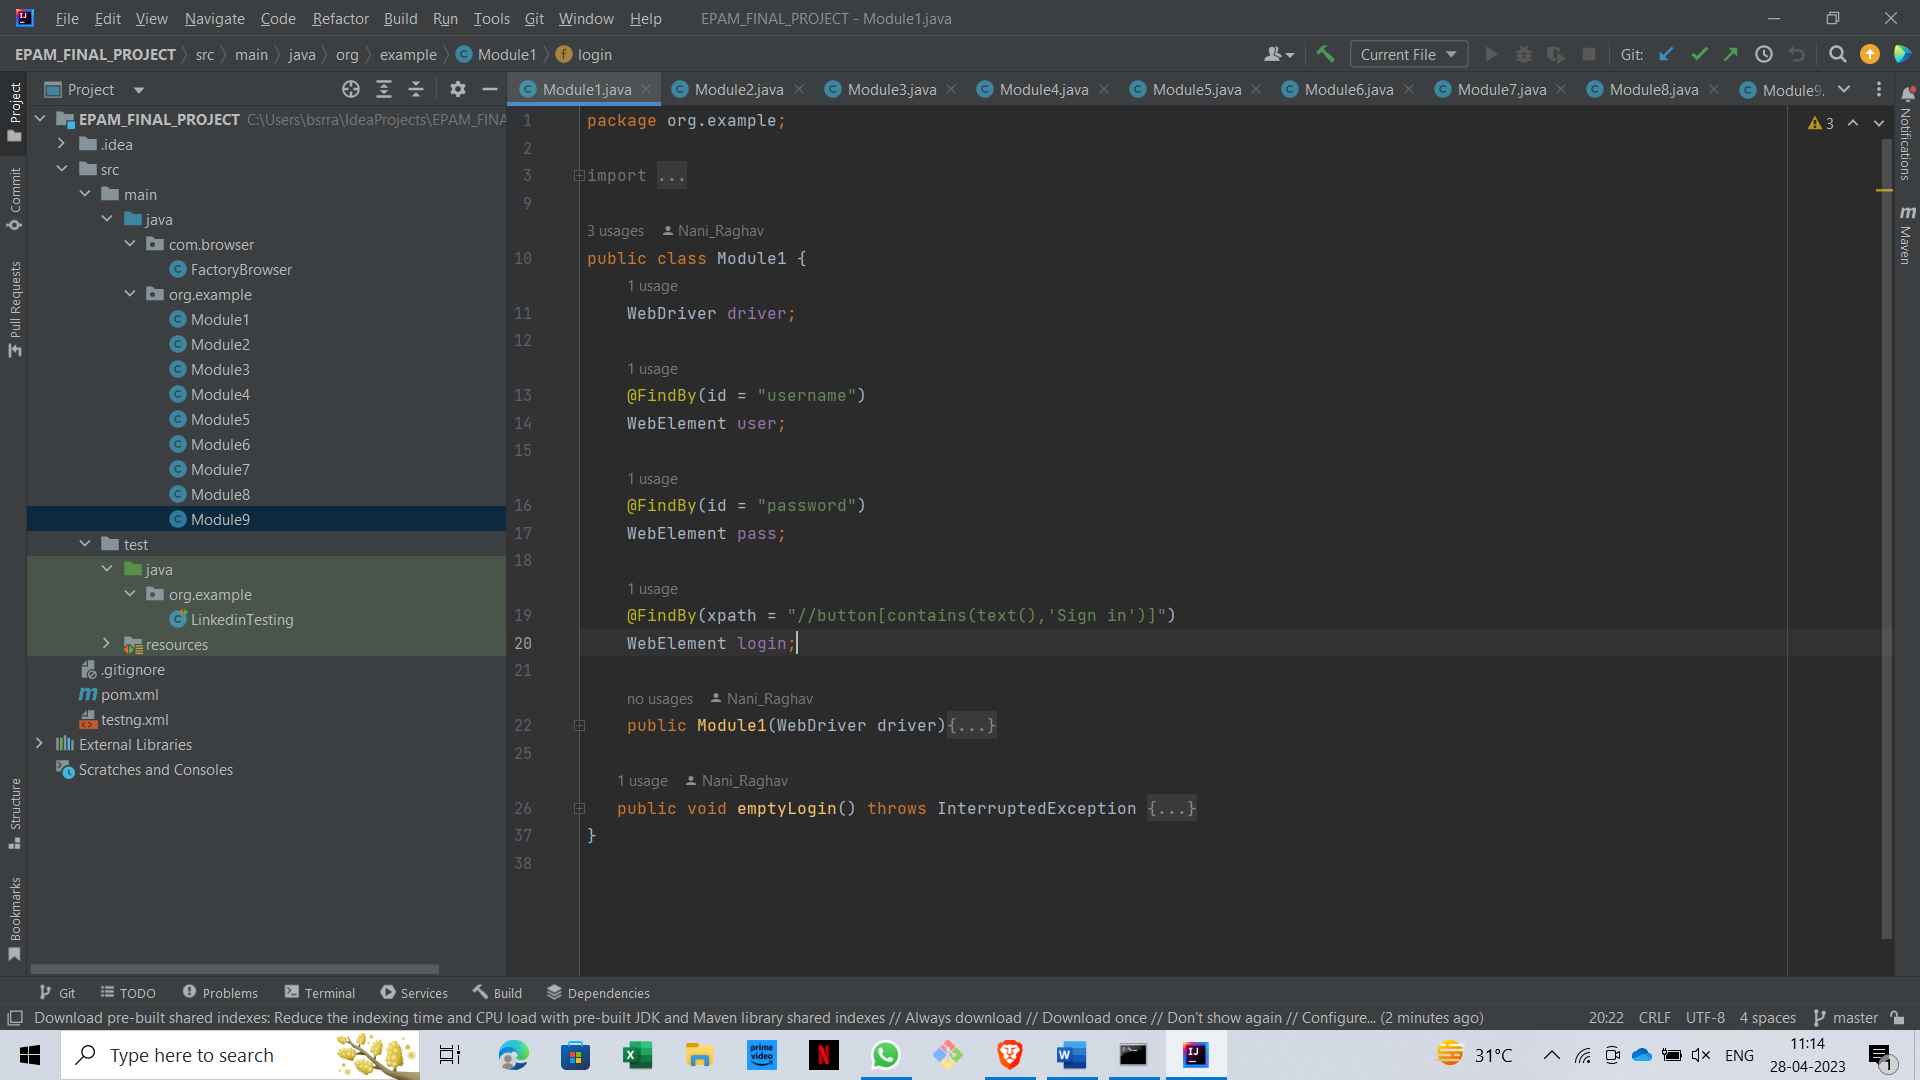 File Edit View Navigate Code Refactor Build Run Tools Git Window Help EPAM_FINAL_PROJECT - Module1.java
EPAM_FINAL_PROJECT src main java org example Module1 login Current File Git:
Project
Module1.java Module2.java Module3.java Module4.java Module5.java Module6.java Module7.java Module8.java Module9.
EPAM_FINAL_PROJECT C:\Users\bsrra\IdeaProjects\EPAM_FINA
.idea
src
main
java
com.browser
FactoryBrowser
org.example
Module1
Module2
Module3
Module4
Module5
Module6
Module7
Module8
Module9
test
java
org.example
LinkedinTesting
resources
.gitignore
pom.xml
testng.xml
External Libraries
Scratches and Consoles
Project
Commit
Pull Requests
Structure
Bookmarks
1 package org.example;
2
3 import ...
9
3 usages Nani_Raghav
10 public class Module1 {
1 usage
11 WebDriver driver;
12
1 usage
13 @FindBy(id = "username")
14 WebElement user;
15
1 usage
16 @FindBy(id = "password")
17 WebElement pass;
18
1 usage
19 @FindBy(xpath = "//button[contains(text(),'Sign in')]")
20 WebElement login;
21
no usages Nani_Raghav
22 public Module1(WebDriver driver){...}
25
1 usage Nani_Raghav
26 public void emptyLogin() throws InterruptedException {...}
37 }
38
3
Notifications
Maven
Git TODO Problems Terminal Services Build Dependencies
Download pre-built shared indexes: Reduce the indexing time and CPU load with pre-built JDK and Maven library shared indexes // Always download // Download once // Don't show again // Configure... (2 minutes ago) 20:22 CRLF UTF-8 4 spaces master
Type here to search
prime video
31°C
ENG
11:14
28-04-2023
1